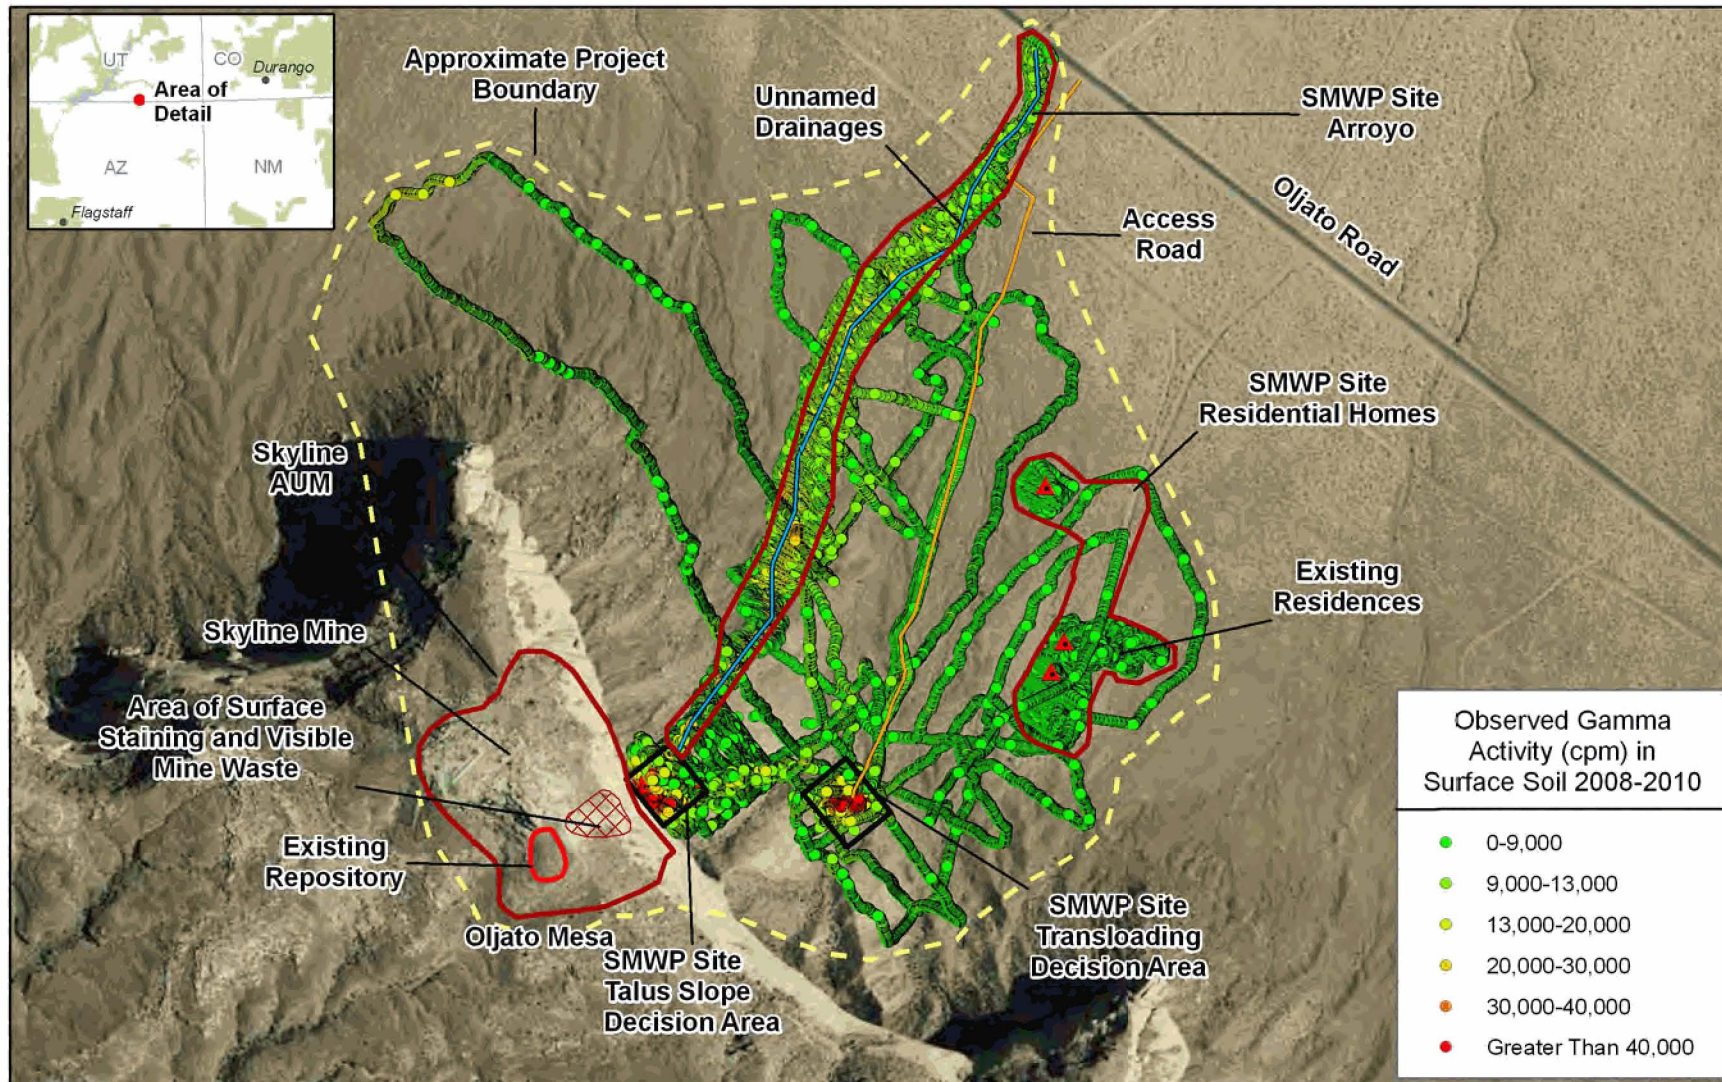 UT
CO
Durango
Area of
Detail
AZ
NM
Flagstaff
Approximate Project
Boundary
Unnamed
Drainages
SMWP Site
Arroyo
Oljato Road
Access
Road
SMWP Site
Residential Homes
Skyline
AUM
Existing
Residences
Skyline Mine
Area of Surface
Staining and Visible
Mine Waste
Existing
Repository
Oljato Mesa
SMWP Site
Talus Slope
Decision Area
SMWP Site
Transloading
Decision Area
Observed Gamma
Activity (cpm) in
Surface Soil 2008-2010
0-9,000
9,000-13,000
13,000-20,000
20,000-30,000
30,000-40,000
Greater Than 40,000